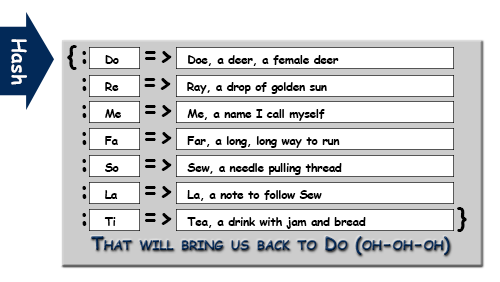 Hash
{ : Do => Doe, a deer, a female deer
: Re => Ray, a drop of golden sun
: Me => Me, a name I call myself
: Fa => Far, a long, long way to run
: So => Sew, a needle pulling thread
: La => La, a note to follow Sew
: Ti => Tea, a drink with jam and bread }
That will bring us back to Do (oh-oh-oh)